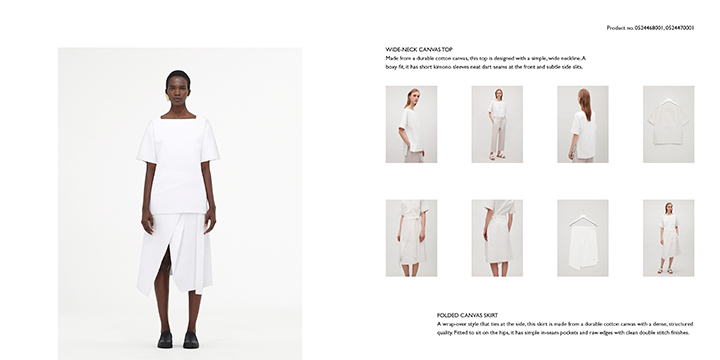 Product no. 0524468001, 0524470001
WIDE-NECK CANVAS TOP
Made from a durable cotton canvas, this top is designed with a simple, wide neckline. A
boxy fit, it has short kimono sleeves neat dart seams at the front and subtle side slits.
FOLDED CANVAS SKIRT
A wrap-over style that ties at the side, this skirt is made from a durable cotton canvas with a dense, structured
quality. Fitted to sit on the hips, it has simple in-seam pockets and raw edges with clean double stitch finishes.